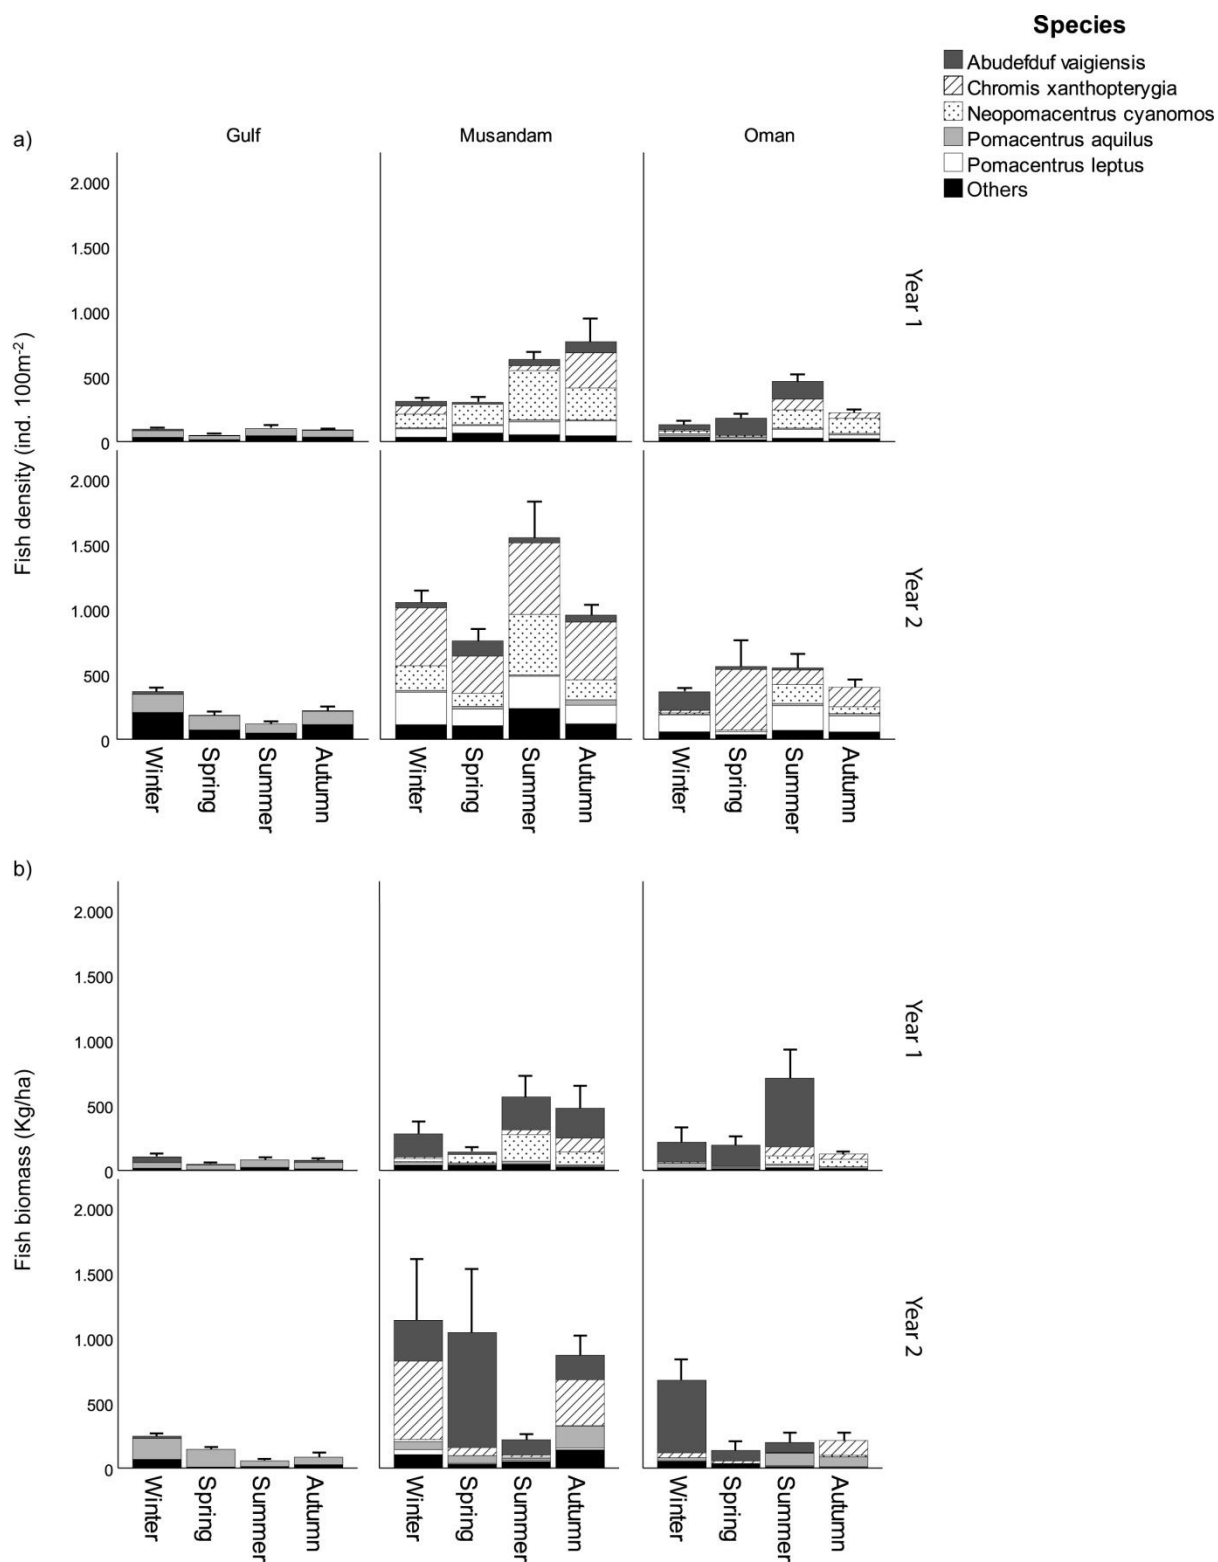 Species
Abudefduf vaigiensis
Chromis xanthopterygia
Neopomacentrus cyanomos
Pomacentrus aquilus
Pomacentrus leptus
Others
a)
Gulf
Musandam
Oman
Fish density (ind. 100m-2)
2.000
1.500
1.000
500
0
Year 1
2.000
1.500
1.000
500
0
Year 2
Winter
Spring
Summer
Autumn
Winter
Spring
Summer
Autumn
Winter
Spring
Summer
Autumn
b)
Fish biomass (Kg/ha)
2.000
1.500
1.000
500
0
Year 1
2.000
1.500
1.000
500
0
Year 2
Winter
Spring
Summer
Autumn
Winter
Spring
Summer
Autumn
Winter
Spring
Summer
Autumn